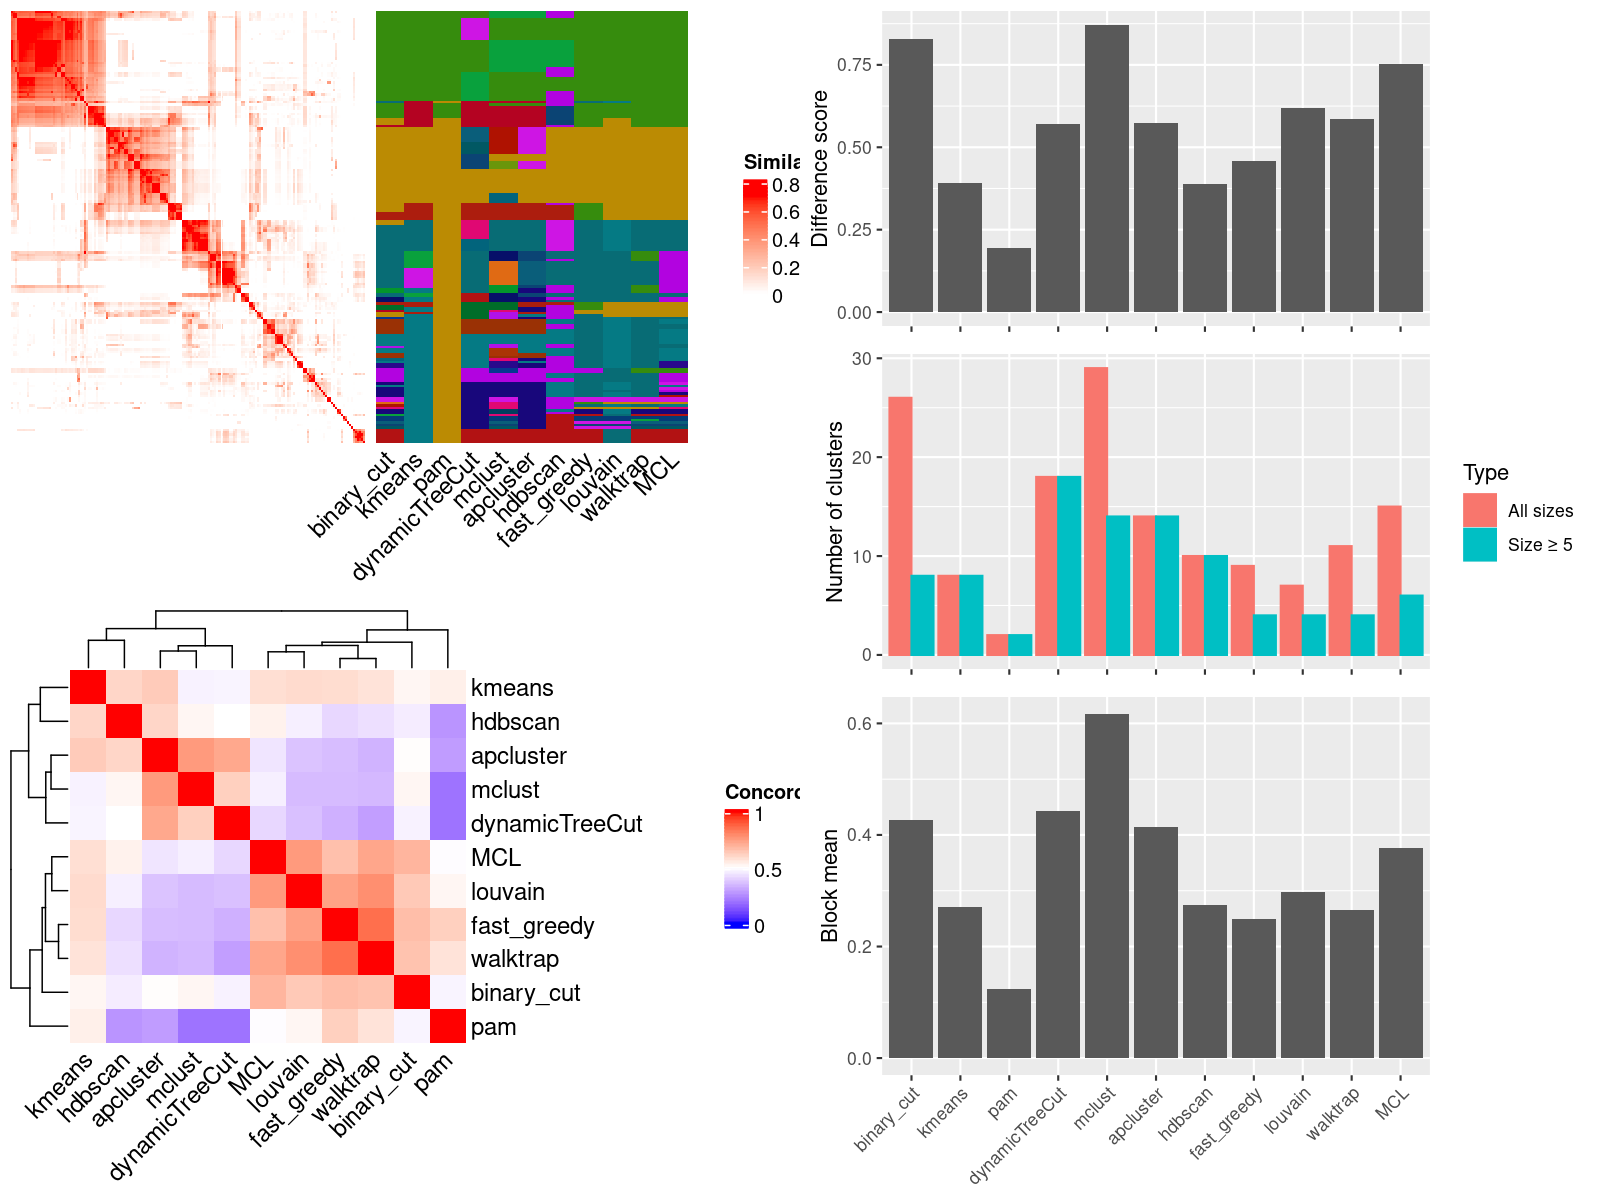 Simila
0.8
0.6
0.4
0.2
0
binary_cut
kmeans
pam
dynamicTreeCut
mclust
apcluster
hdbscan
fast_greedy
louvain
walktrap
MCL
Difference score
0.75
0.50
0.25
0.00
Number of clusters
30
20
10
0
Type
All sizes
Size ≥ 5
kmeans
hdbscan
apcluster
mclust
dynamicTreeCut
MCL
louvain
fast_greedy
walktrap
binary_cut
pam
kmeans
hdbscan
apcluster
mclust
dynamicTreeCut
MCL
louvain
fast_greedy
walktrap
binary_cut
pam
Concord
1
0.5
0
Block mean
0.6
0.4
0.2
0.0
binary_cut
kmeans
pam
dynamicTreeCut
mclust
apcluster
hdbscan
fast_greedy
louvain
walktrap
MCL